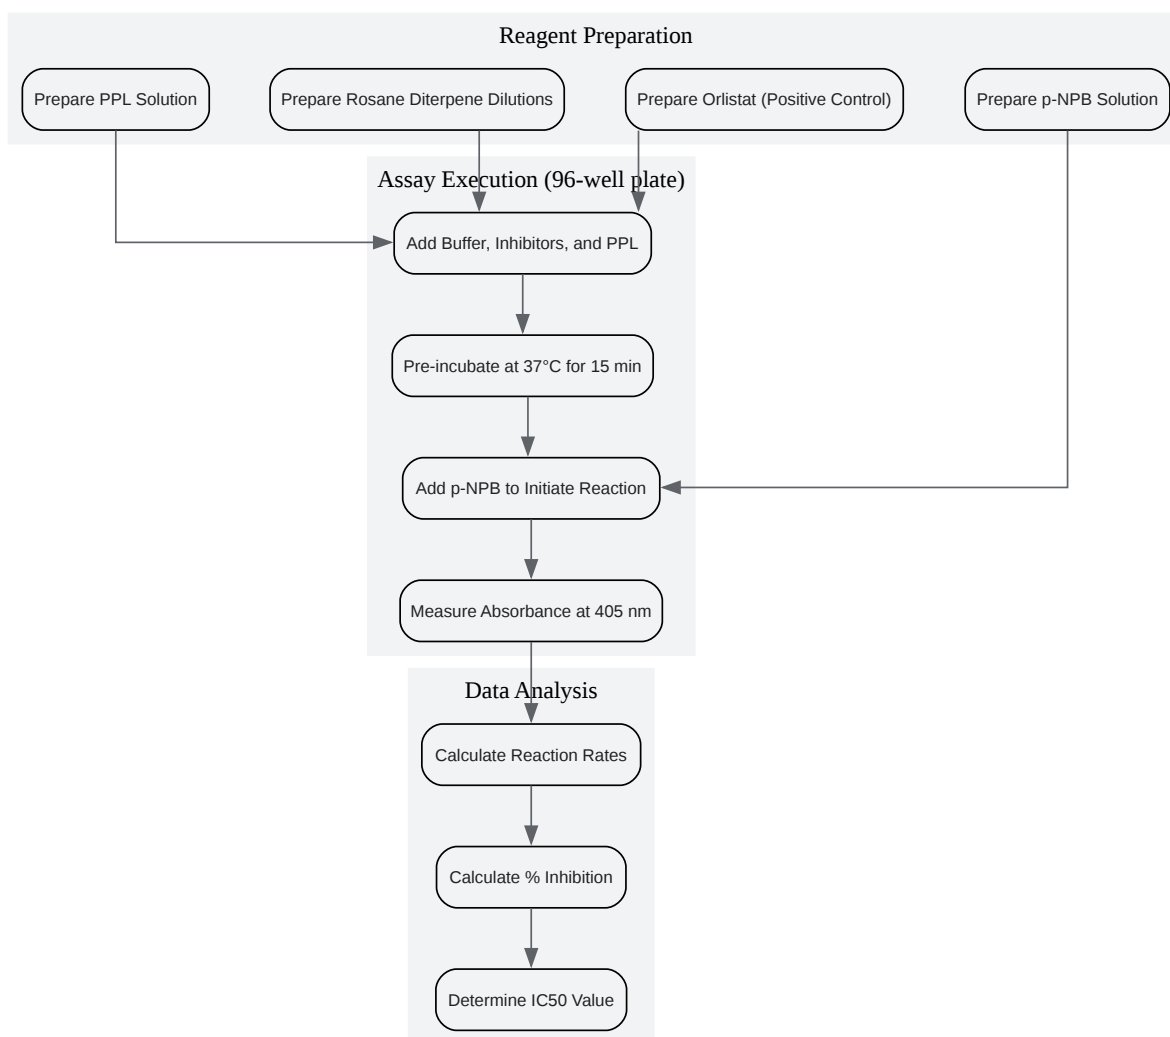 Reagent Preparation
Prepare PPL Solution
Prepare Rosane Diterpene Dilutions
Prepare Orlistat (Positive Control)
Prepare p-NPB Solution
Assay Execution (96-well plate)
Add Buffer, Inhibitors, and PPL
Pre-incubate at 37°C for 15 min
Add p-NPB to Initiate Reaction
Measure Absorbance at 405 nm
Data Analysis
Calculate Reaction Rates
Calculate % Inhibition
Determine IC50 Value